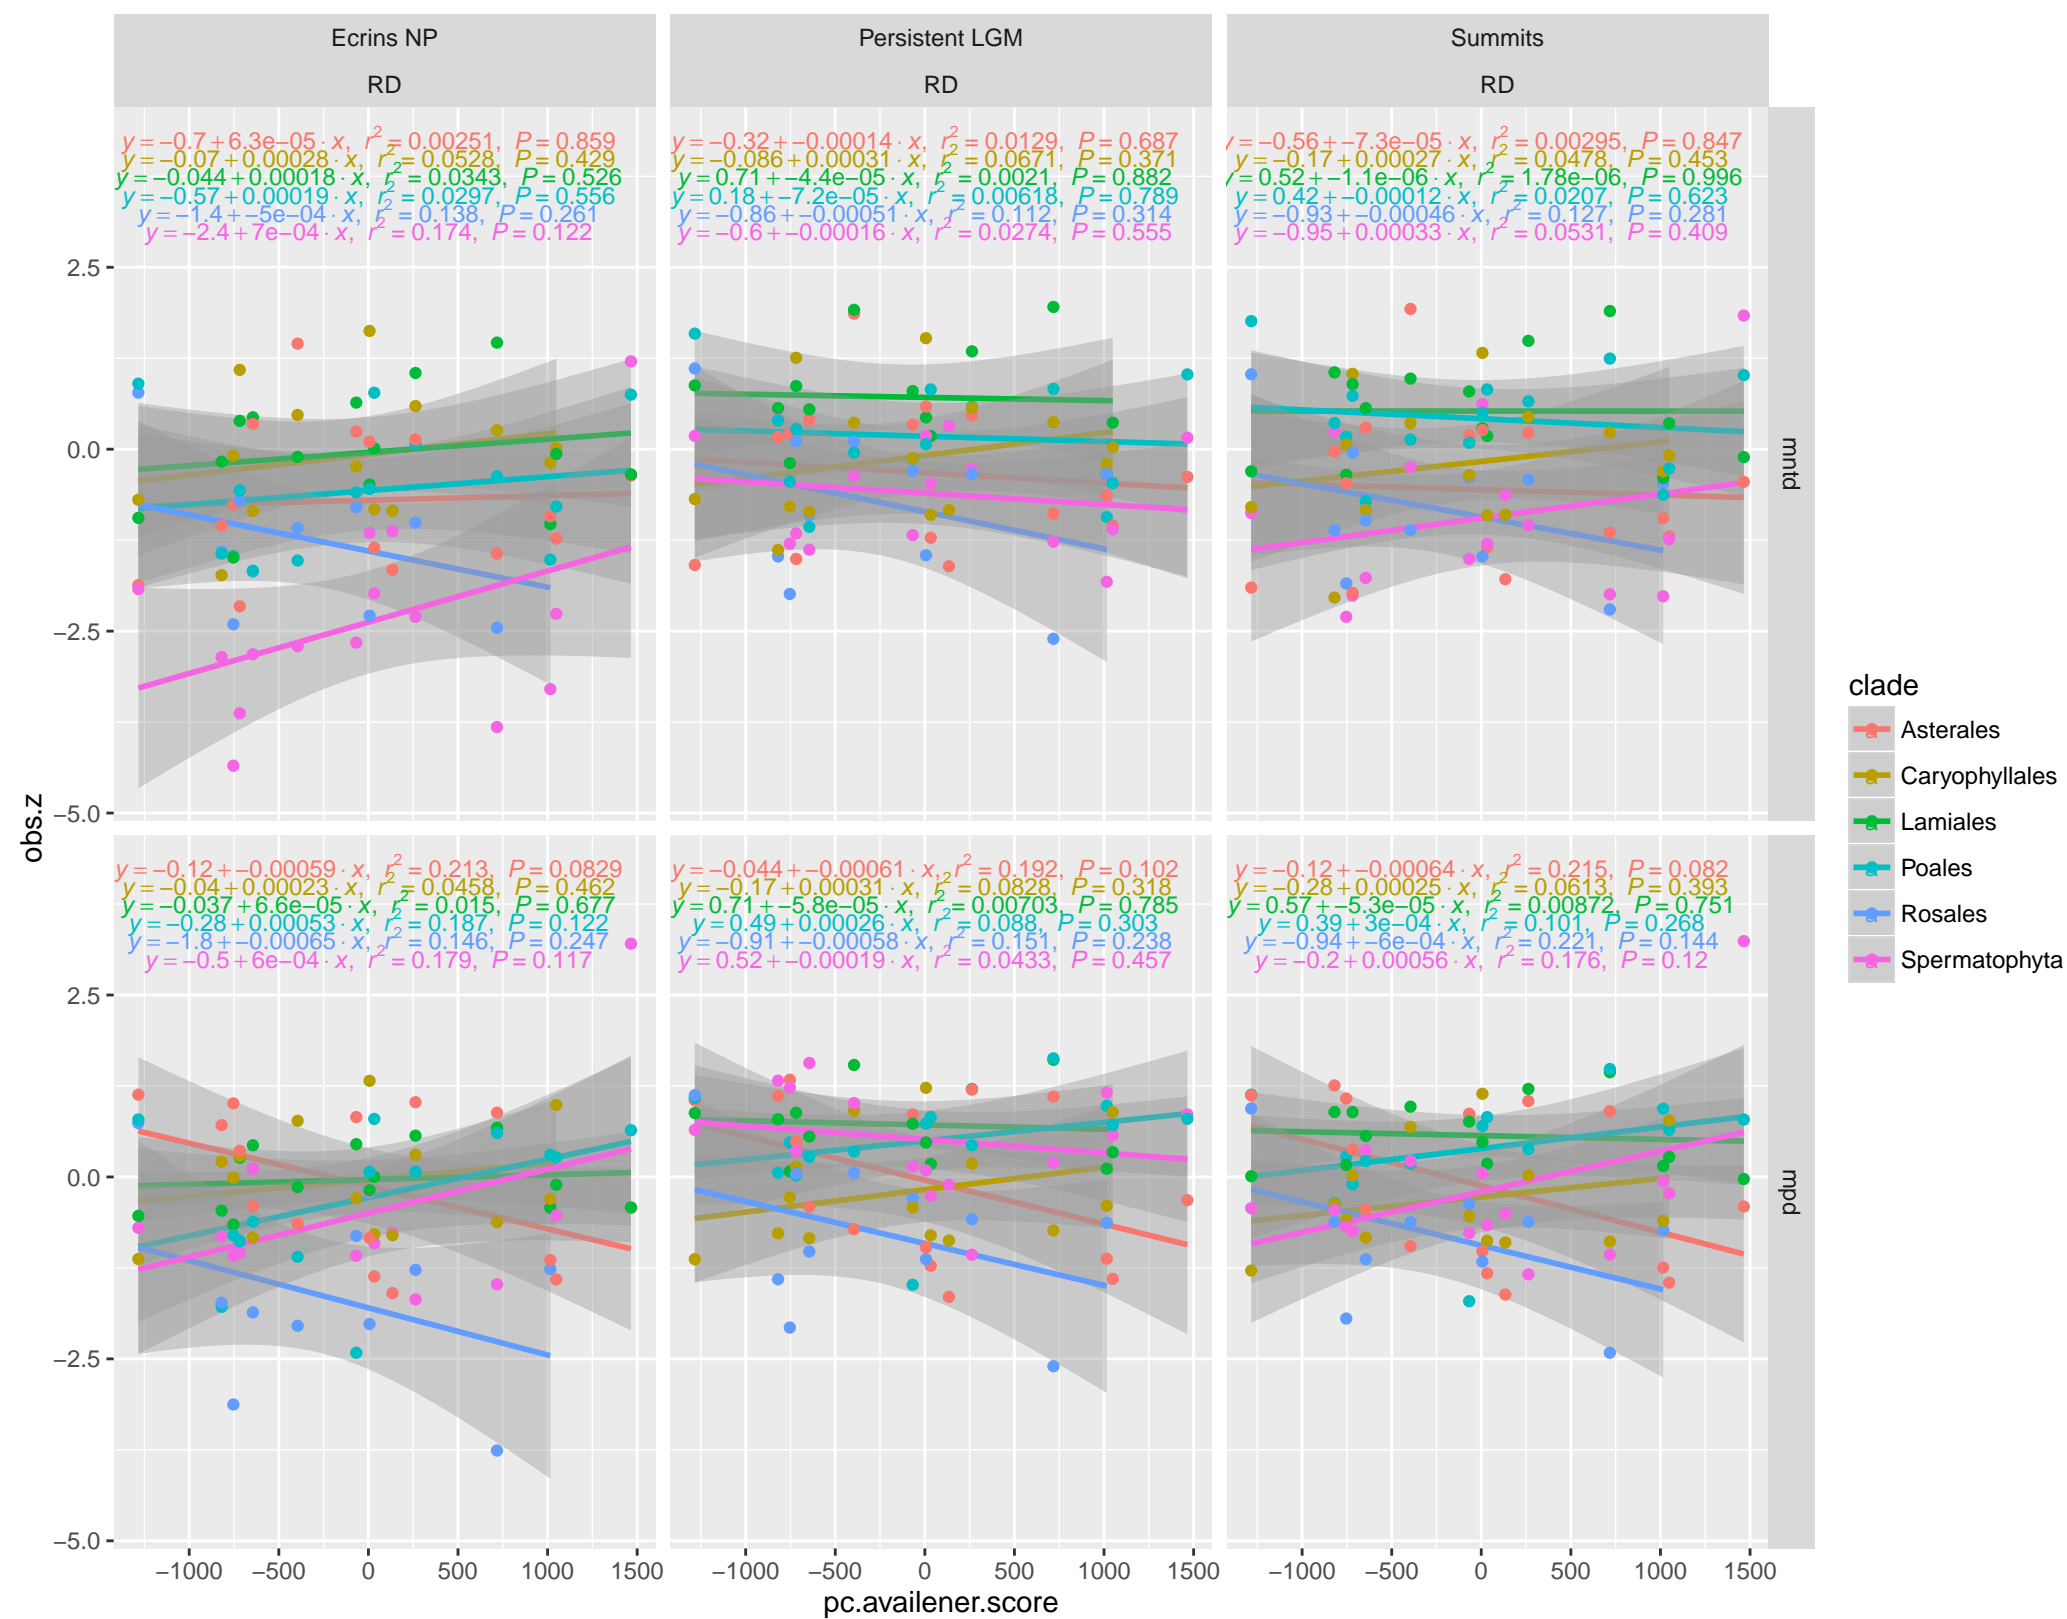 Ecrins NP
Persistent LGM
Summits
RD
RD
RD
y = −0.7 + 6.3e−05 · x, r² = 0.00251, P = 0.859
y = −0.07 + 0.00028 · x, r² = 0.0528, P = 0.429
y = −0.044 + 0.00018 · x, r² = 0.0343, P = 0.526
y = −0.57 + 0.00019 · x, r² = 0.0297, P = 0.556
y = −1.4 + −5e−04 · x, r² = 0.138, P = 0.261
y = −2.4 + 7e−04 · x, r² = 0.174, P = 0.122
y = −0.32 + −0.00014 · x, r² = 0.0129, P = 0.687
y = −0.086 + 0.00031 · x, r² = 0.0671, P = 0.371
y = 0.71 + −4.4e−05 · x, r² = 0.0021, P = 0.882
y = 0.18 + −7.2e−05 · x, r² = 0.00618, P = 0.789
y = −0.86 + −0.00051 · x, r² = 0.112, P = 0.314
y = −0.6 + −0.00016 · x, r² = 0.0274, P = 0.555
y = −0.56 + −7.3e−05 · x, r² = 0.00295, P = 0.847
y = −0.17 + 0.00027 · x, r² = 0.0478, P = 0.453
y = 0.52 + −1.1e−06 · x, r² = 1.78e−06, P = 0.996
y = 0.42 + −0.00012 · x, r² = 0.0207, P = 0.623
y = −0.93 + −0.00046 · x, r² = 0.127, P = 0.281
y = −0.95 + 0.00033 · x, r² = 0.0531, P = 0.409
2.5
0.0
−2.5
−5.0
mntd
y = −0.12 + −0.00059 · x, r² = 0.213, P = 0.0829
y = −0.04 + 0.00023 · x, r² = 0.0458, P = 0.462
y = −0.037 + 6.6e−05 · x, r² = 0.015, P = 0.677
y = −0.28 + 0.00053 · x, r² = 0.187, P = 0.122
y = −1.8 + −0.00065 · x, r² = 0.146, P = 0.247
y = −0.5 + 6e−04 · x, r² = 0.179, P = 0.117
y = −0.044 + −0.00061 · x, r² = 0.192, P = 0.102
y = −0.17 + 0.00031 · x, r² = 0.0828, P = 0.318
y = 0.71 + −5.8e−05 · x, r² = 0.00703, P = 0.785
y = 0.49 + 0.00026 · x, r² = 0.088, P = 0.303
y = −0.91 + −0.00058 · x, r² = 0.151, P = 0.238
y = 0.52 + −0.00019 · x, r² = 0.0433, P = 0.457
y = −0.12 + −0.00064 · x, r² = 0.215, P = 0.082
y = −0.28 + 0.00025 · x, r² = 0.0613, P = 0.393
y = 0.57 + −5.3e−05 · x, r² = 0.00872, P = 0.751
y = 0.39 + 3e−04 · x, r² = 0.101, P = 0.268
y = −0.94 + −6e−04 · x, r² = 0.221, P = 0.144
y = −0.2 + 0.00056 · x, r² = 0.176, P = 0.12
2.5
0.0
−2.5
−5.0
mpd
obs.z
−1000 −500 0 500 1000 1500
−1000 −500 0 500 1000 1500
−1000 −500 0 500 1000 1500
pc.availener.score
clade
a Asterales
a Caryophyllales
a Lamiales
a Poales
a Rosales
a Spermatophyta